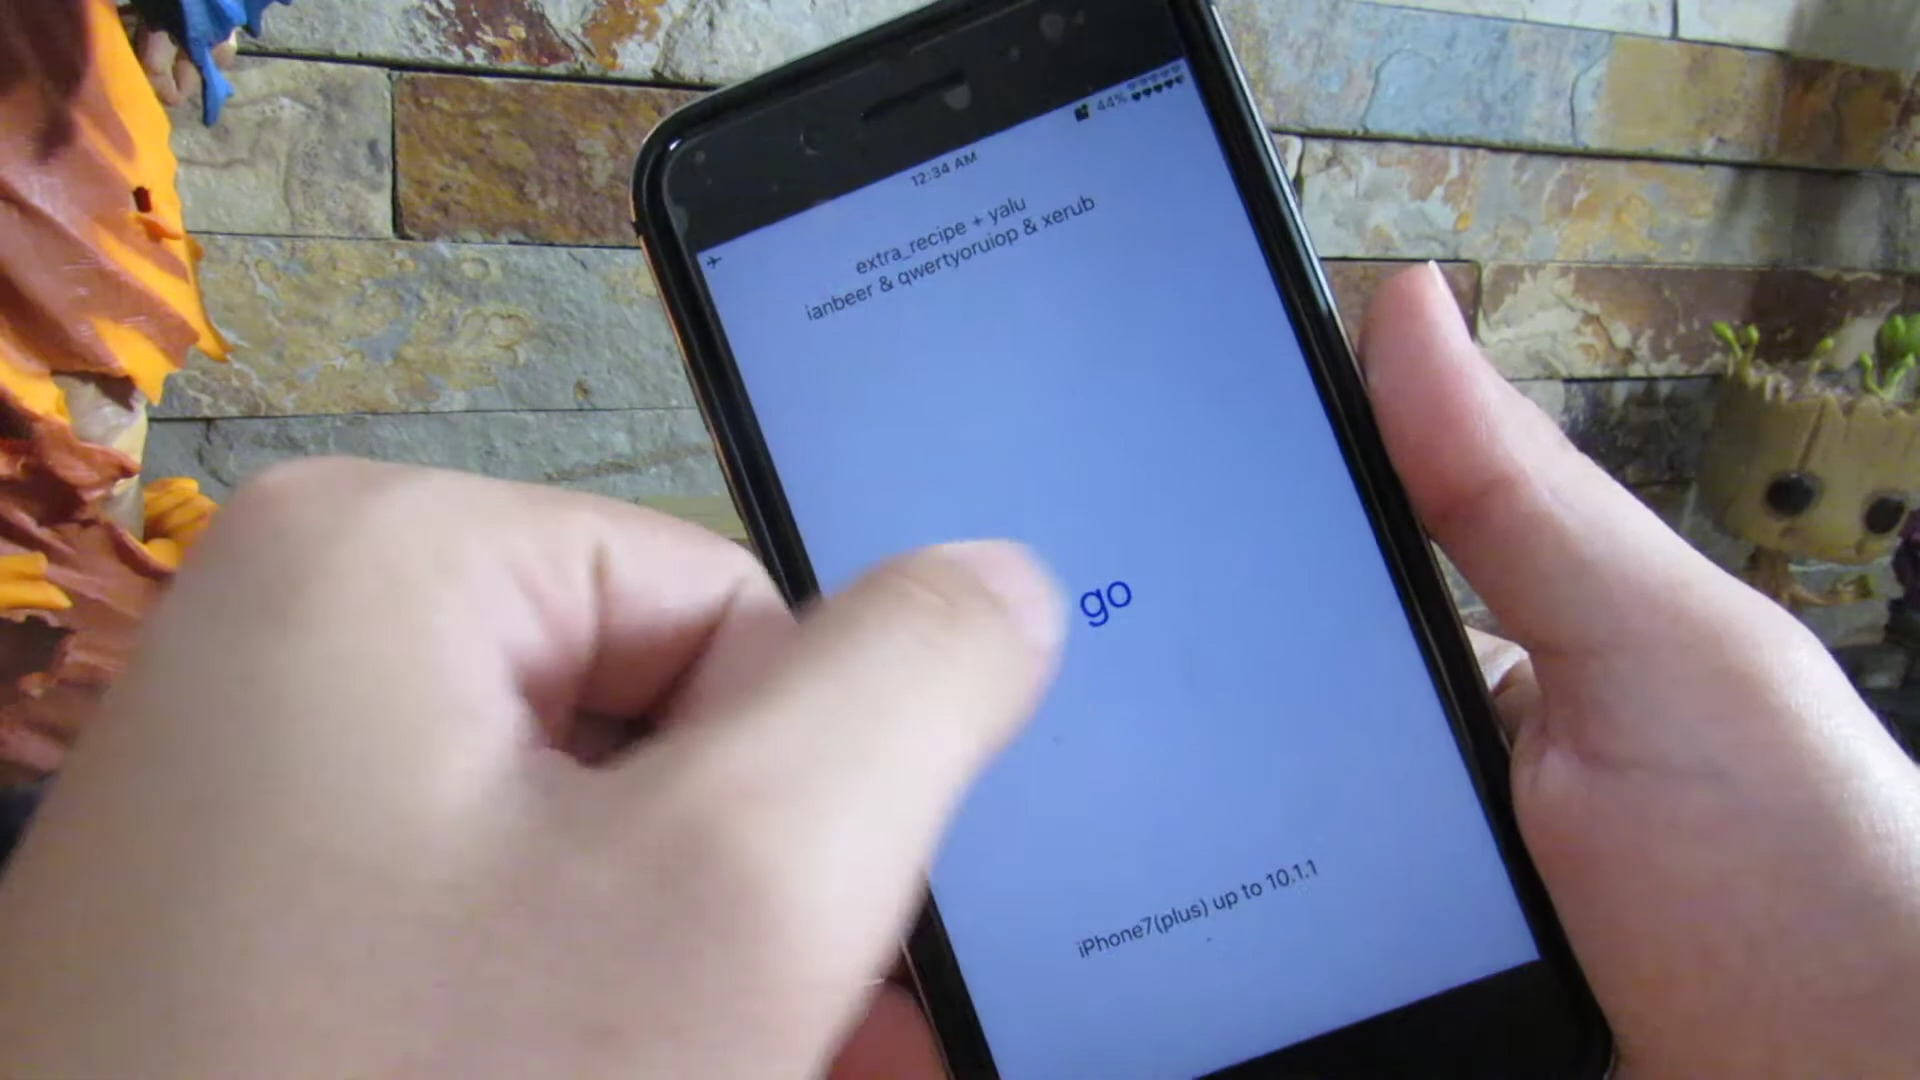 44%
12:34 AM
extra_recipe + yalu
ianbeer & qwertyoruiop & xerub
go
iPhone7(plus) up to 10.1.1